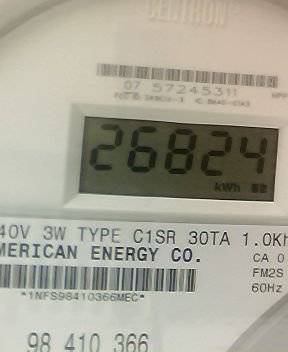 CENTRON®
07 57245311
26824
kWh
40V 3W TYPE C1SR 30TA 1.0Kh
MERICAN ENERGY CO.
CA 0
FM2S
*1NFS98410366MEC*
60Hz
98 410 366